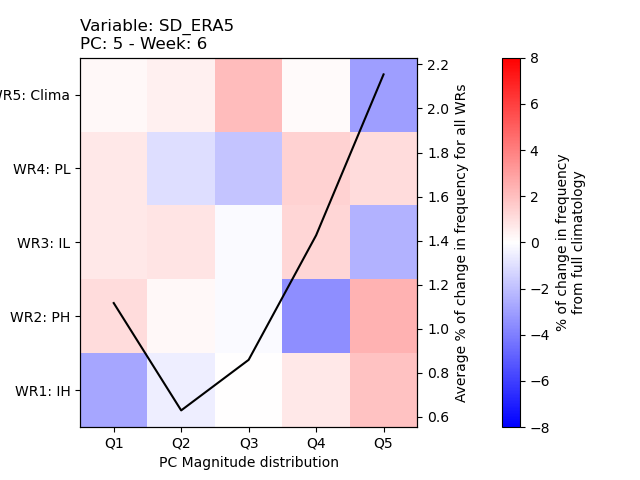 Variable: SD_ERA5
PC: 5 - Week: 6
R5: Clima
WR4: PL
WR3: IL
WR2: PH
WR1: IH
Q1 Q2 Q3 Q4 Q5
PC Magnitude distribution
2.2
2.0
1.8
1.6
1.4
1.2
1.0
0.8
0.6
Average % of change in frequency for all WRs
8
6
4
2
0
−2
−4
−6
−8
% of change in frequency
from full climatology